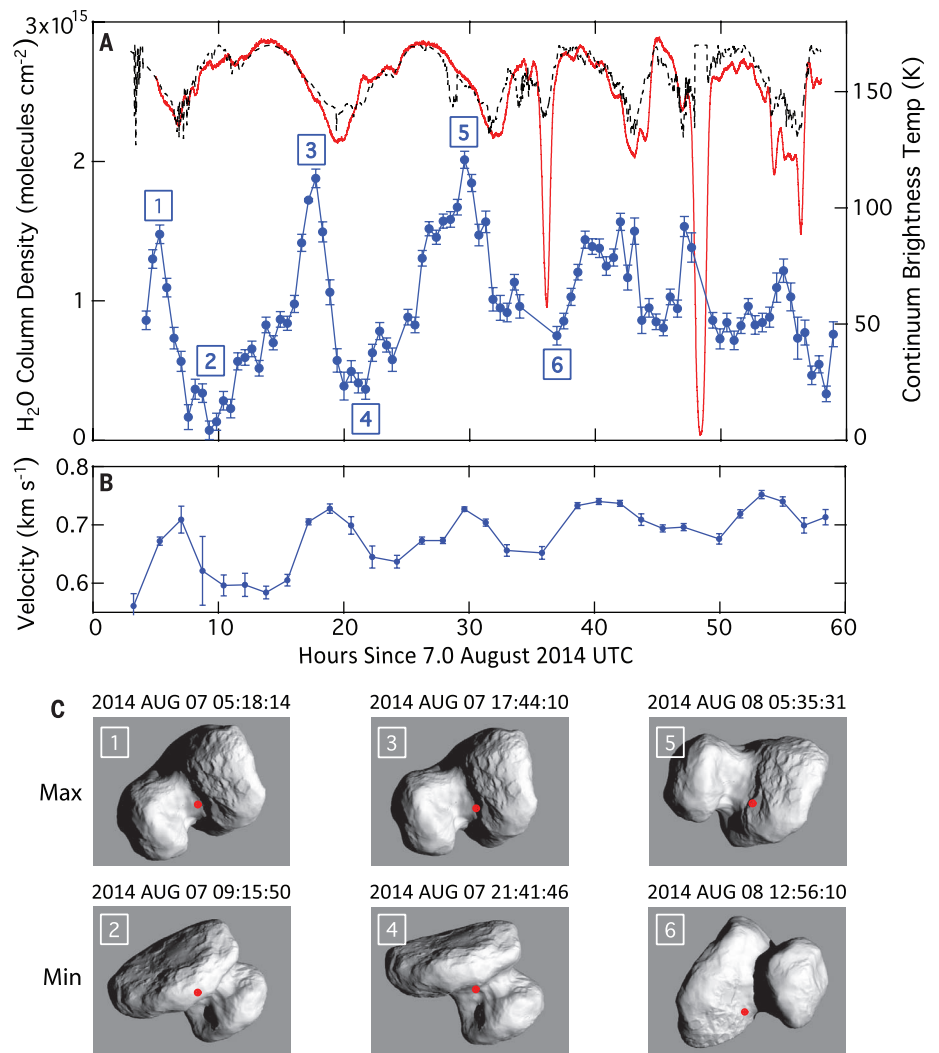 A
H₂O Column Density (molecules cm⁻²)
3x10¹⁵
2
1
0
Continuum Brightness Temp (K)
150
100
50
0
1
2
3
4
5
6
B
Velocity (km s⁻¹)
0.8
0.7
0.6
0 10 20 30 40 50 60
Hours Since 7.0 August 2014 UTC
C
2014 AUG 07 05:18:14 2014 AUG 07 17:44:10 2014 AUG 08 05:35:31
Max 1 3 5
2014 AUG 07 09:15:50 2014 AUG 07 21:41:46 2014 AUG 08 12:56:10
Min 2 4 6